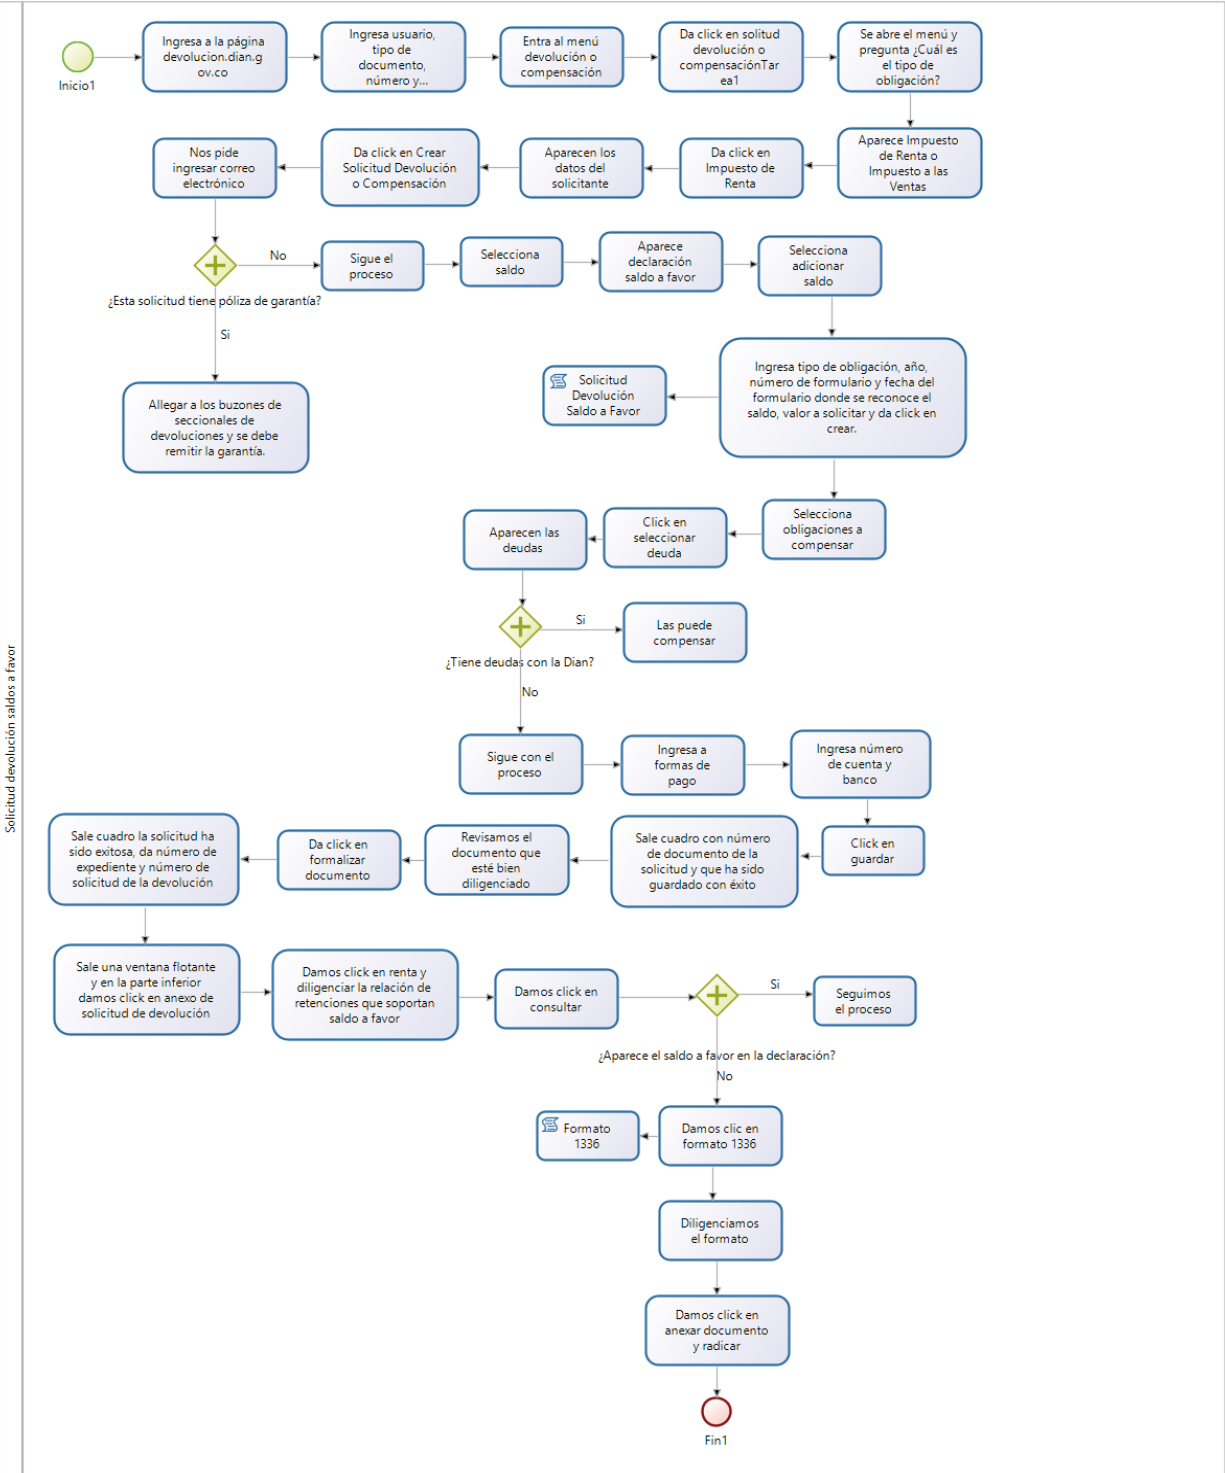 Solicitud devolución saldos a favor
Inicio1
Ingresa a la página
devolucion.dian.g
ov.co
Ingresa usuario,
tipo de
documento,
número y...
Entra al menú
devolución o
compensación
Da click en solitud
devolución o
compensaciónTar
ea1
Se abre el menú y
pregunta ¿Cuál es
el tipo de
obligación?
Aparece Impuesto
de Renta o
Impuesto a las
Ventas
Da click en
Impuesto de
Renta
Aparecen los
datos del
solicitante
Da click en Crear
Solicitud Devolución
o Compensación
Nos pide
ingresar correo
electrónico
¿Esta solicitud tiene póliza de garantía?
No
Si
Sigue el
proceso
Selecciona
saldo
Aparece
declaración
saldo a favor
Selecciona
adicionar
saldo
Allegar a los buzones de
seccionales de
devoluciones y se debe
remitir la garantía.
Ingresa tipo de obligación, año,
número de formulario y fecha del
formulario donde se reconoce el
saldo, valor a solicitar y da click en
crear.
Solicitud
Devolución
Saldo a Favor
Selecciona
obligaciones a
compensar
Click en
seleccionar
deuda
Aparecen las
deudas
¿Tiene deudas con la Dian?
Si
Las puede
compensar
No
Sigue con el
proceso
Ingresa a
formas de
pago
Ingresa número
de cuenta y
banco
Click en
guardar
Sale cuadro con número
de documento de la
solicitud y que ha sido
guardado con éxito
Revisamos el
documento que
esté bien
diligenciado
Da click en
formalizar
documento
Sale cuadro la solicitud ha
sido exitosa, da número de
expediente y número de
solicitud de la devolución
Sale una ventana flotante
y en la parte inferior
damos click en anexo de
solicitud de devolución
Damos click en renta y
diligenciar la relación de
retenciones que soportan
saldo a favor
Damos click en
consultar
¿Aparece el saldo a favor en la declaración?
Si
Seguimos
el proceso
No
Damos clic en
formato 1336
Formato
1336
Diligenciamos
el formato
Damos click en
anexar documento
y radicar
Fin1